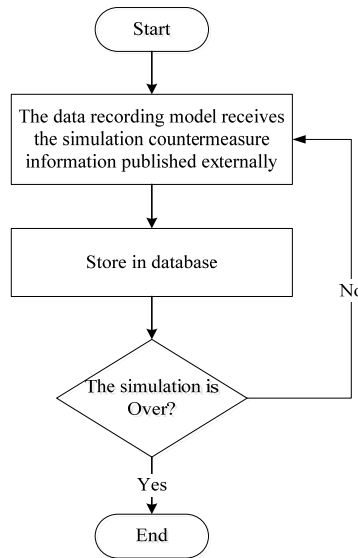 Start
The data recording model receives
the simulation countermeasure
information published externally
Store in database
No
The simulation is
Over?
Yes
End